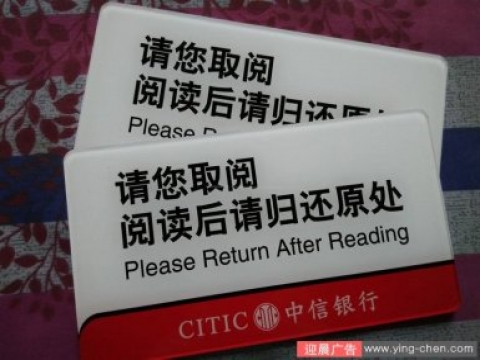 请您取阅
阅读后请归还原处
Please R
请您取阅
阅读后请归还原处
Please Return After Reading
CITIC 中信银行
迎晨广告 www.ying-chen.com